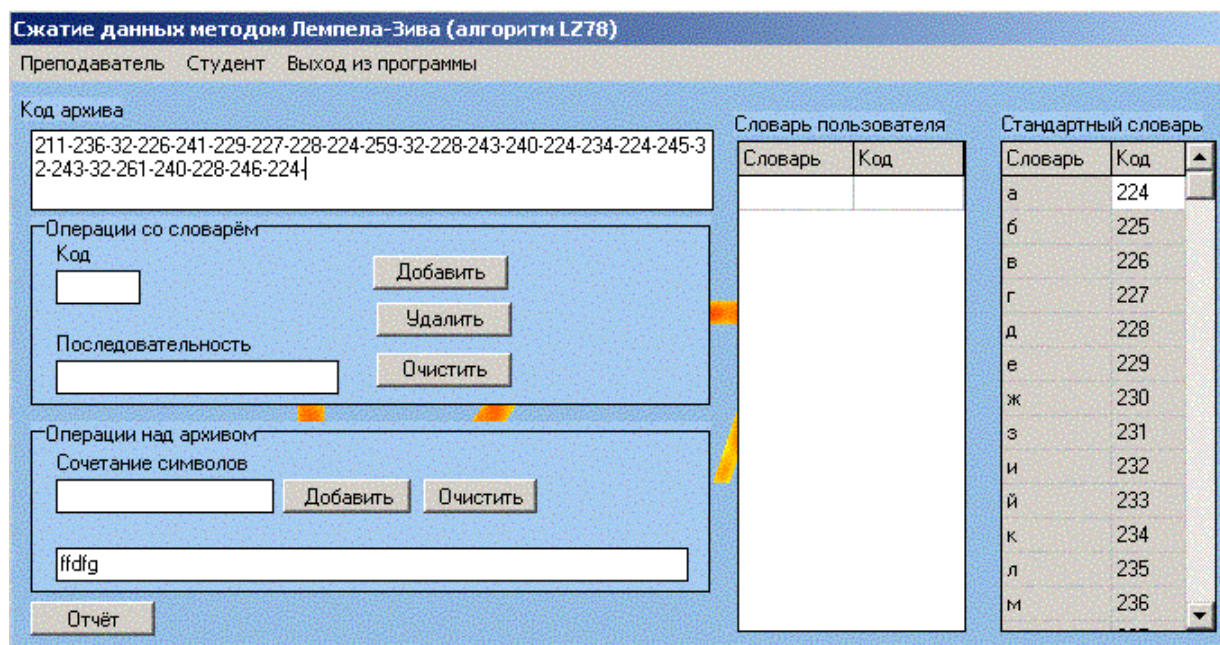 Сжатие данных методом Лемпела-Зива (алгоритм LZ78)
Преподаватель Студент Выход из программы
Код архива
211-236-32-226-241-229-227-228-224-259-32-228-243-240-224-234-224-245-3
2-243-32-261-240-228-246-224-
Операции со словарём
Код
Добавить
Удалить
Последовательность
Очистить
Операции над архивом
Сочетание символов
Добавить Очистить
ffdfg
Отчёт
Словарь пользователя
Словарь Код
Стандартный словарь
Словарь Код
а 224
б 225
в 226
г 227
д 228
е 229
ж 230
з 231
и 232
й 233
к 234
л 235
м 236